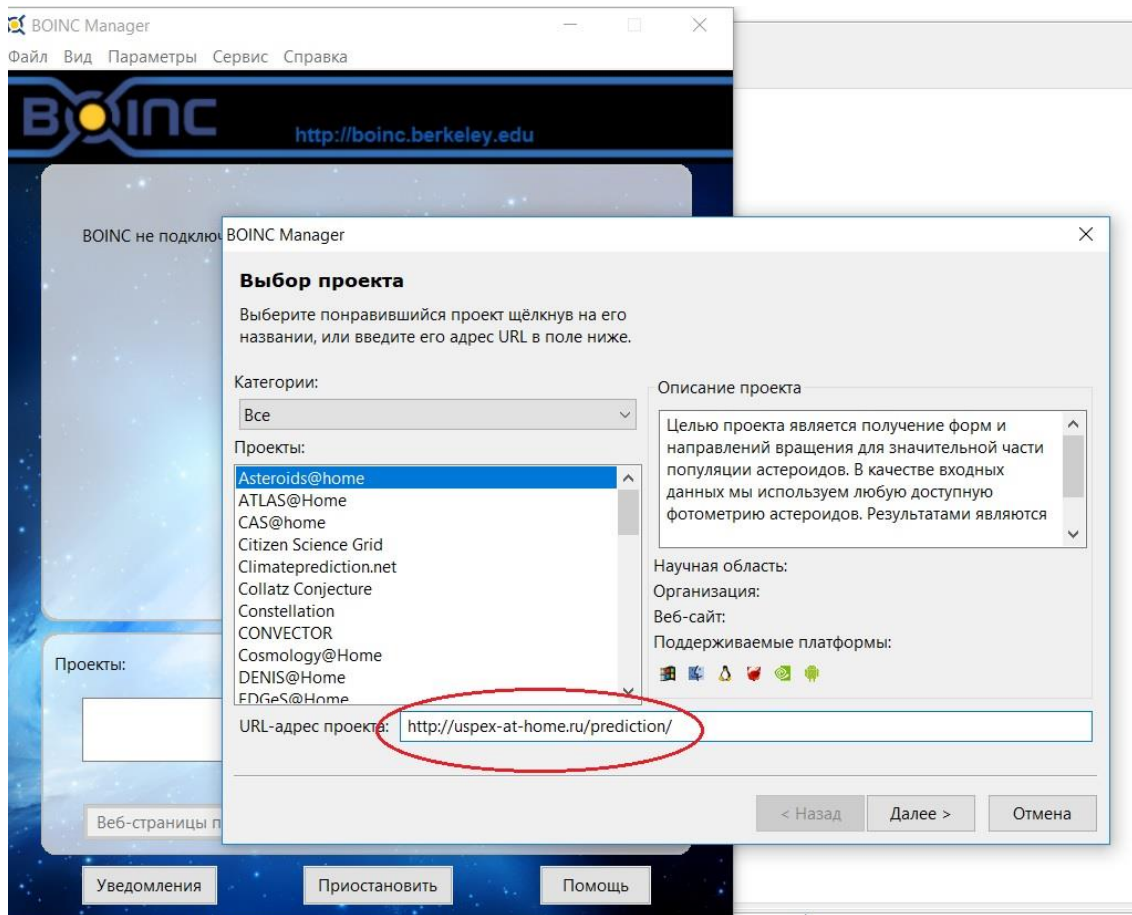 BOINC Manager
Файл Вид Параметры Сервис Справка
BOINC
http://boinc.berkeley.edu
BOINC не
BOINC Manager
Выбор проекта
Выберите понравившийся проект щёлкнув на его
названии, или введите его адрес URL в поле ниже.
Категории:
Все
Проекты:
Asteroids@home
ATLAS@Home
CAS@home
Citizen Science Grid
Climateprediction.net
Collatz Conjecture
Constellation
CONVECTOR
Cosmology@Home
DENIS@Home
EDGeS@Home
Описание проекта
Целью проекта является получение форм и
направлений вращения для значительной части
популяции астероидов. В качестве входных
данных мы используем любую доступную
фотометрию астероидов. Результатами являются
Научная область:
Организация:
Веб-сайт:
Поддерживаемые платформы:
URL-адрес проекта: http://uspex-at-home.ru/prediction/
< Назад Далее > Отмена
Проекты:
Веб-страницы п
Уведомления Приостановить Помощь